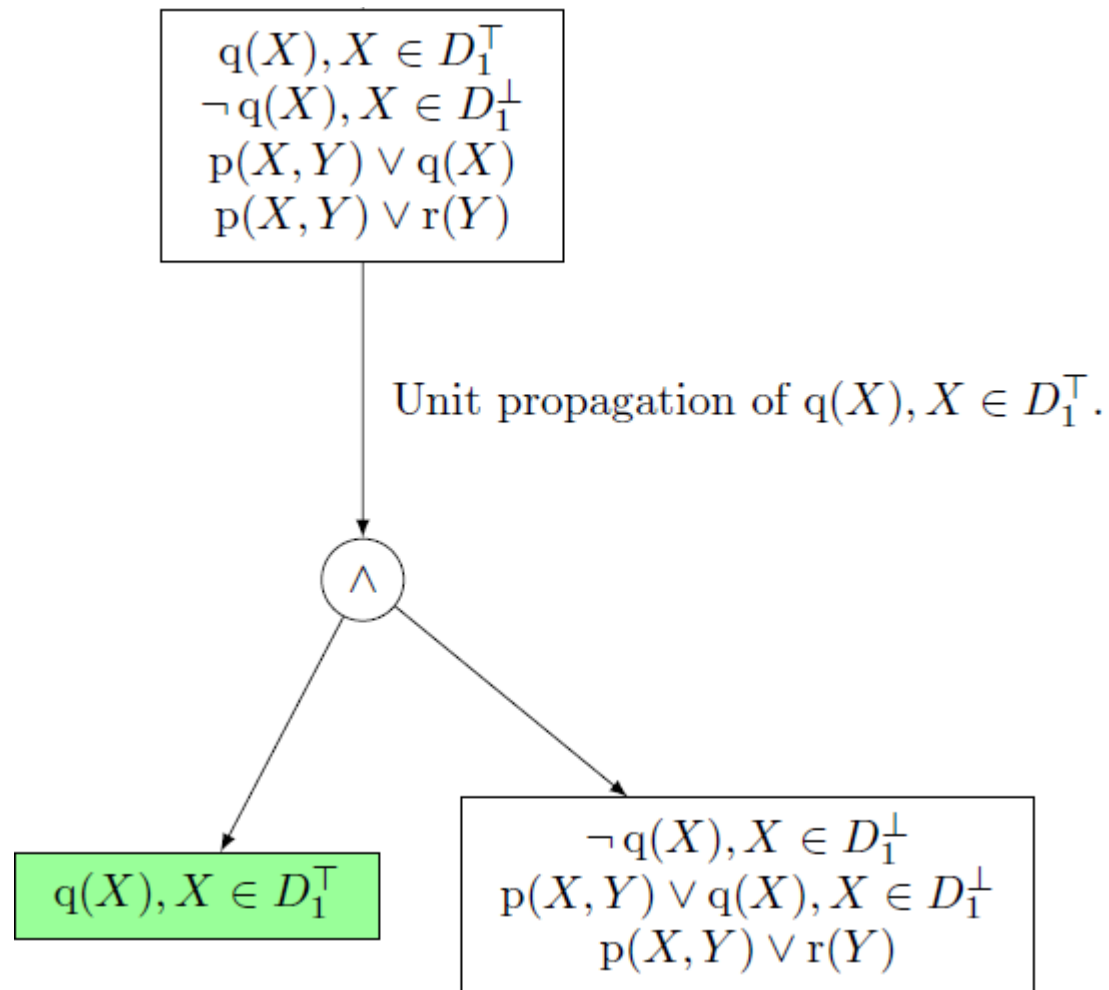 q(X), X ∈ D₁^⊤
¬ q(X), X ∈ D₁^⊥
p(X, Y) ∨ q(X)
p(X, Y) ∨ r(Y)
Unit propagation of q(X), X ∈ D₁^⊤.
∧
q(X), X ∈ D₁^⊤
¬ q(X), X ∈ D₁^⊥
p(X, Y) ∨ q(X), X ∈ D₁^⊥
p(X, Y) ∨ r(Y)